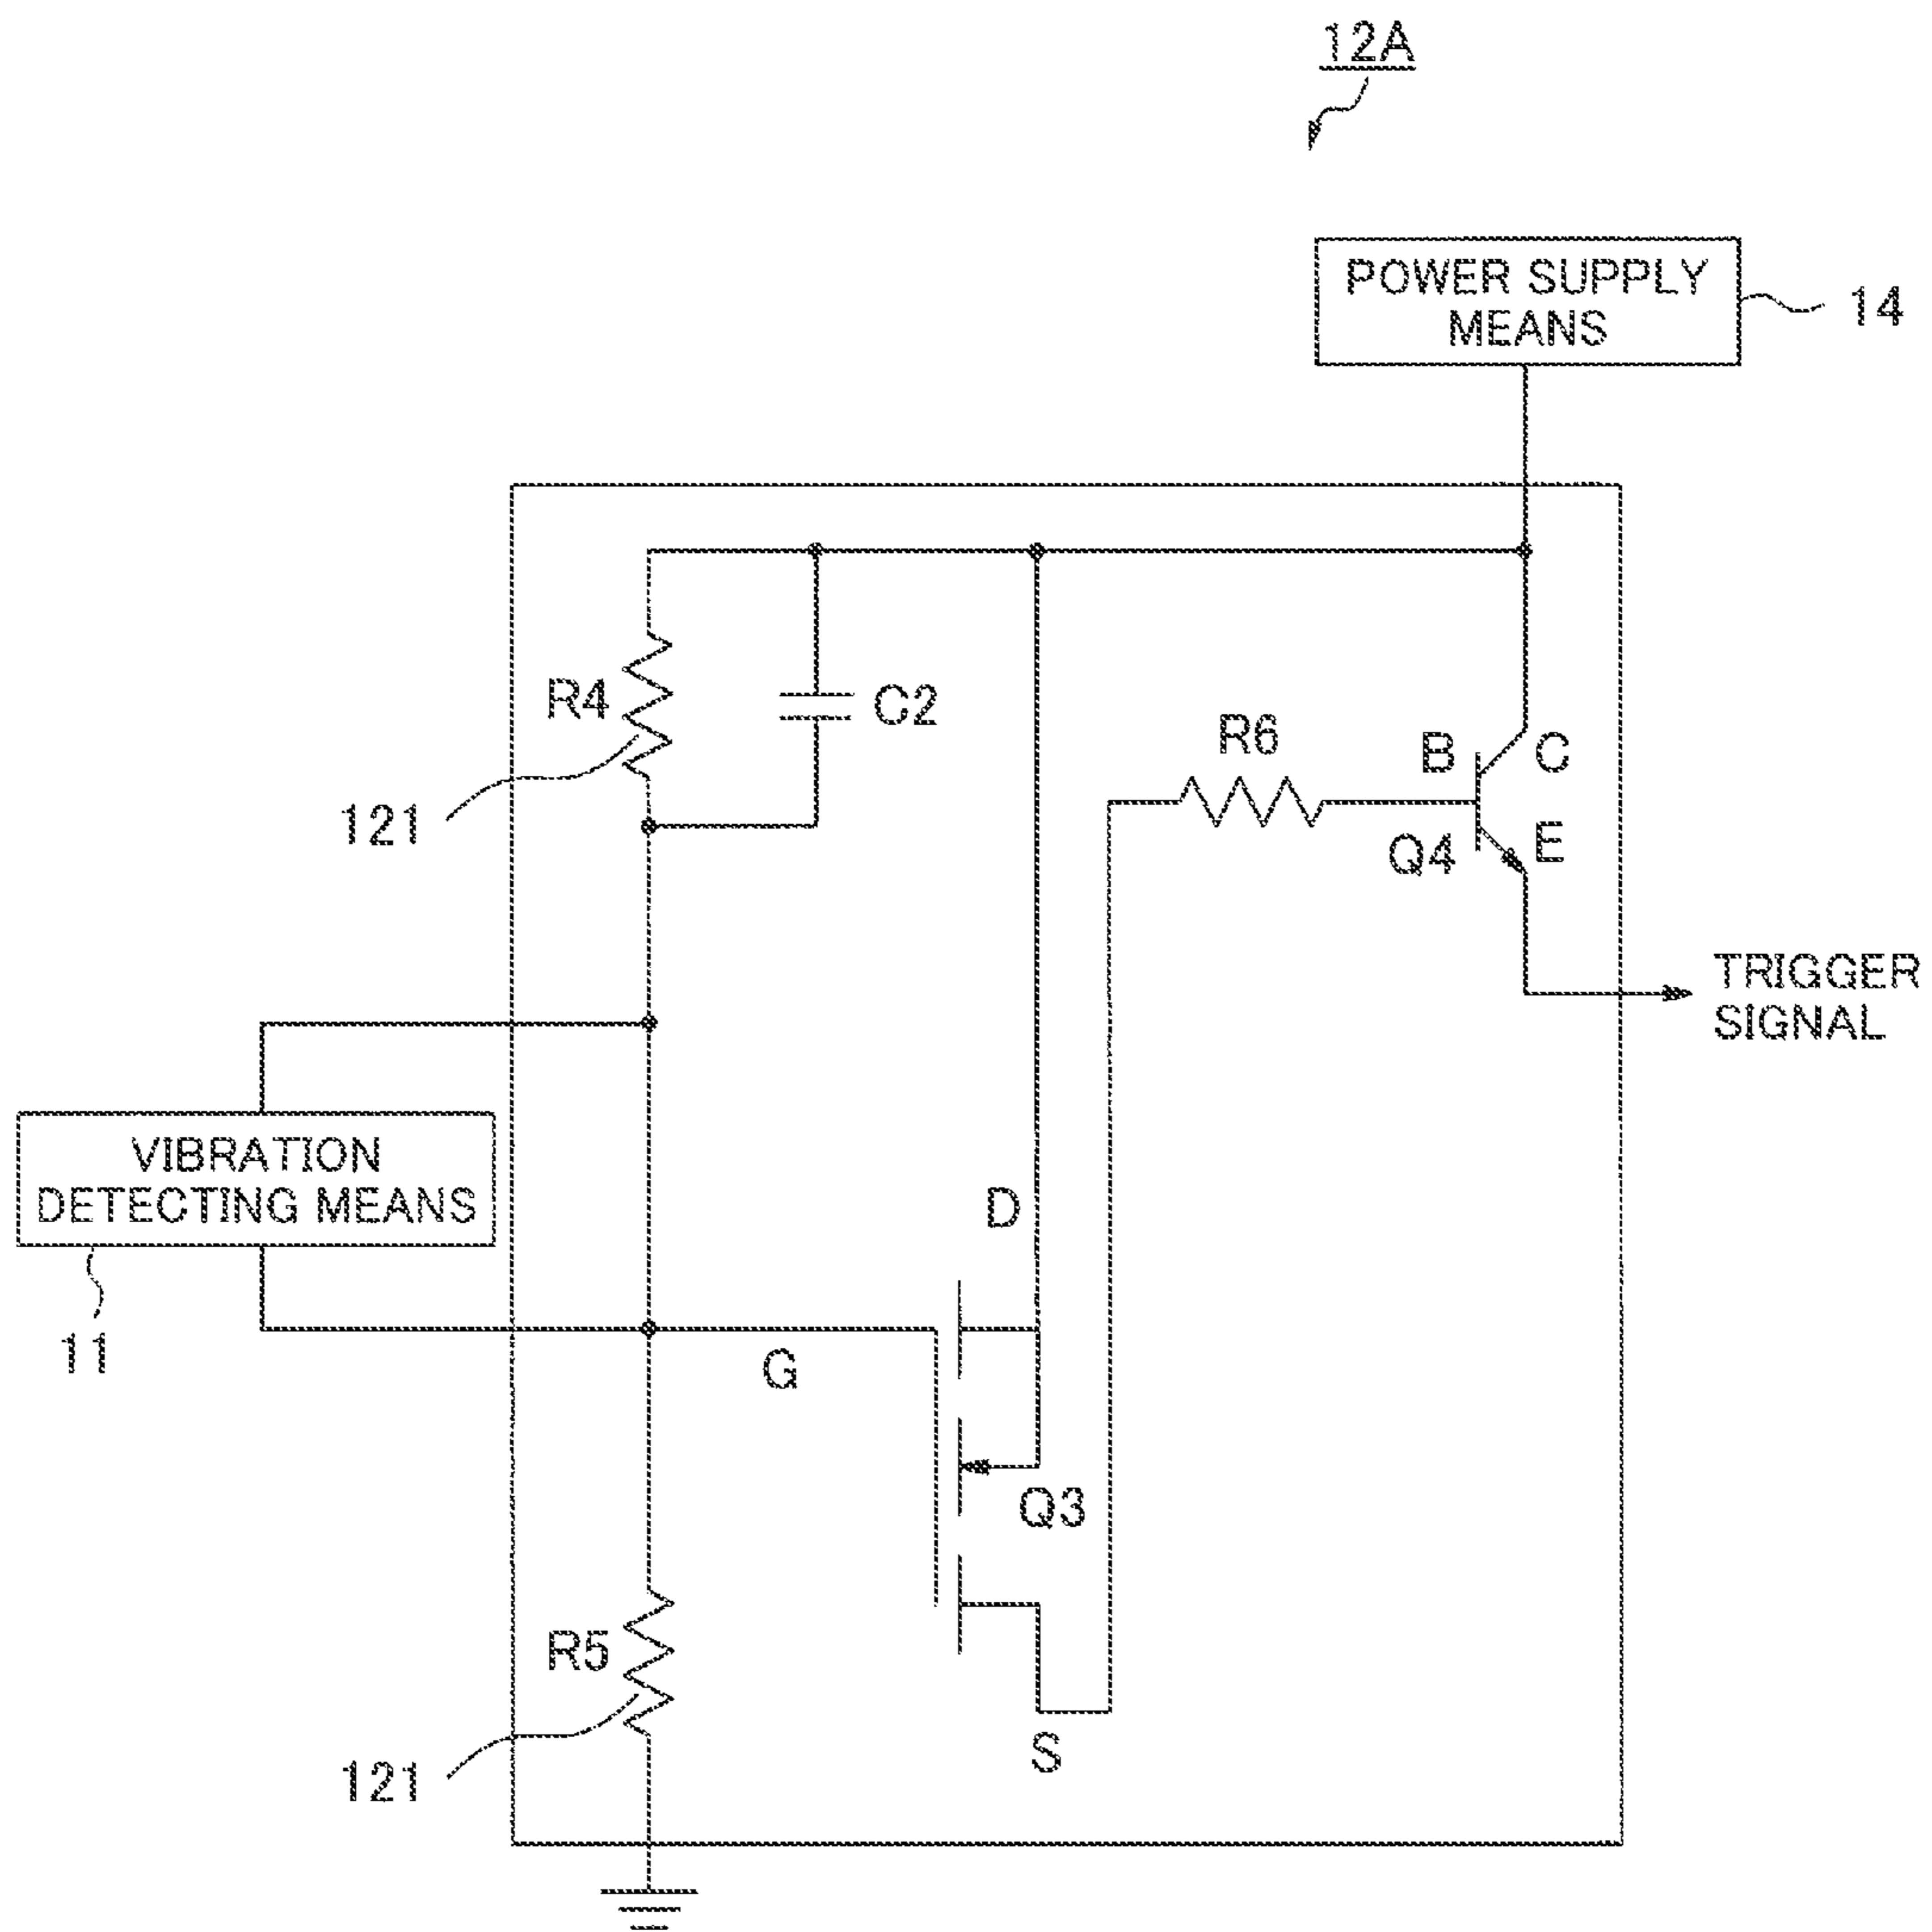 12A
POWER SUPPLY
MEANS
14
R4
C2
R6
B
C
121
Q4
E
TRIGGER
SIGNAL
VIBRATION
DETECTING MEANS
D
11
G
Q3
R5
S
121